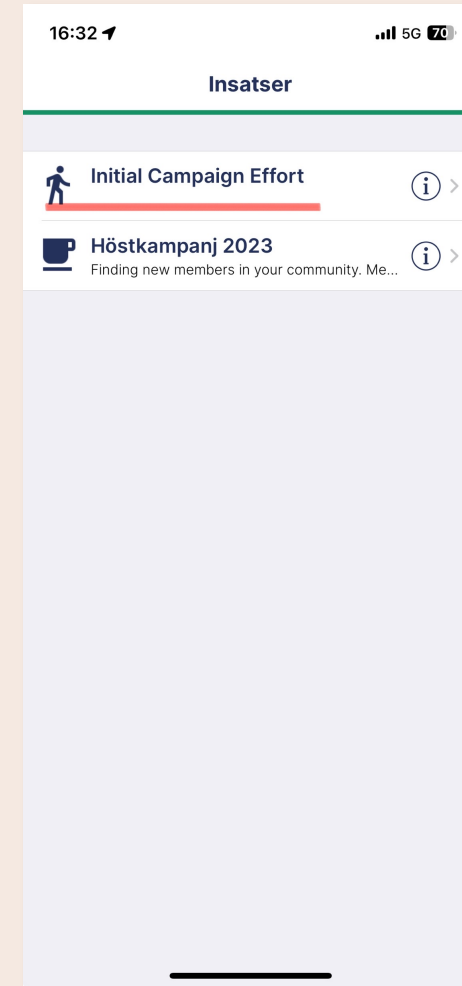 16:32
5G 70
Insatser
Initial Campaign Effort
Höstkampanj 2023
Finding new members in your community. Me...